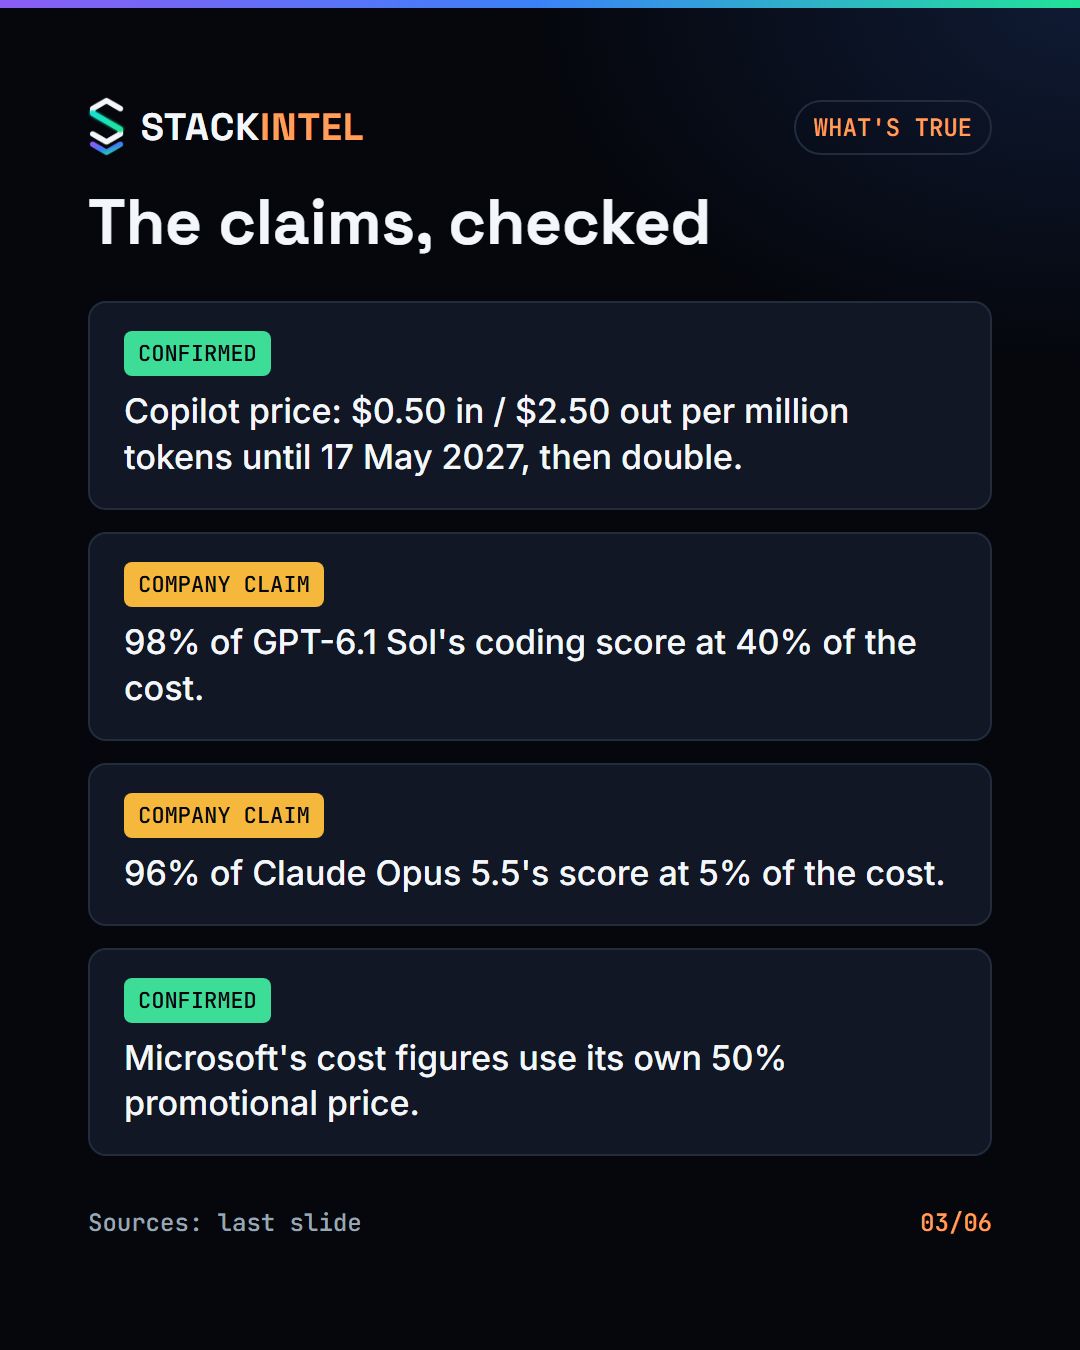 STACKINTEL
WHAT'S TRUE
The claims, checked
CONFIRMED
Copilot price: $0.50 in / $2.50 out per million
tokens until 17 May 2027, then double.
COMPANY CLAIM
98% of GPT-6.1 Sol's coding score at 40% of the
cost.
COMPANY CLAIM
96% of Claude Opus 5.5's score at 5% of the cost.
CONFIRMED
Microsoft's cost figures use its own 50%
promotional price.
Sources: last slide
03/06